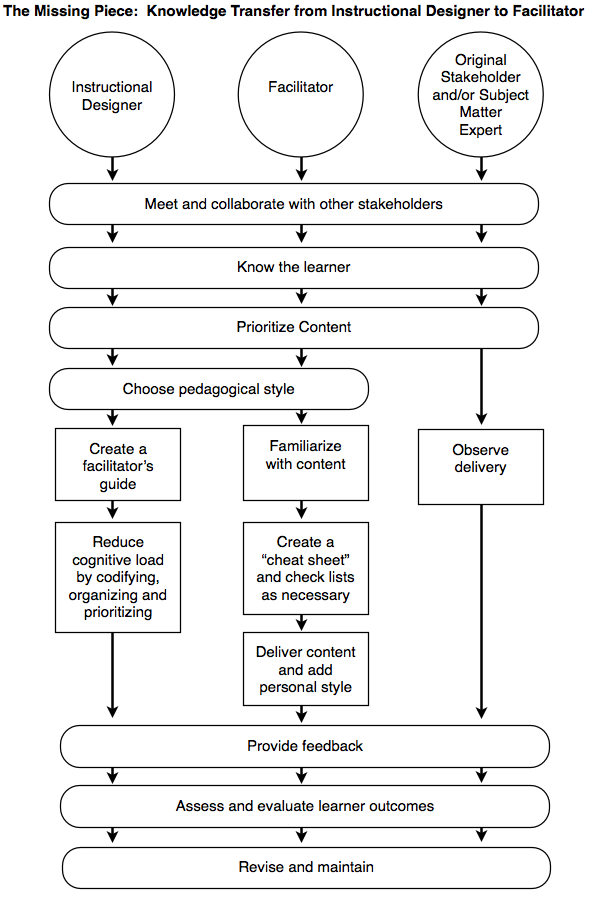 The Missing Piece:  Knowledge Transfer from Instructional Designer to Facilitator
Instructional
Designer
Facilitator
Original
Stakeholder
and/or Subject
Matter
Expert
Meet and collaborate with other stakeholders
Know the learner
Prioritize Content
Choose pedagogical style
Create a
facilitator's
guide
Familiarize
with content
Observe
delivery
Reduce
cognitive load
by codifying,
organizing and
prioritizing
Create a
“cheat sheet”
and check lists
as necessary
Deliver content
and add
personal style
Provide feedback
Assess and evaluate learner outcomes
Revise and maintain